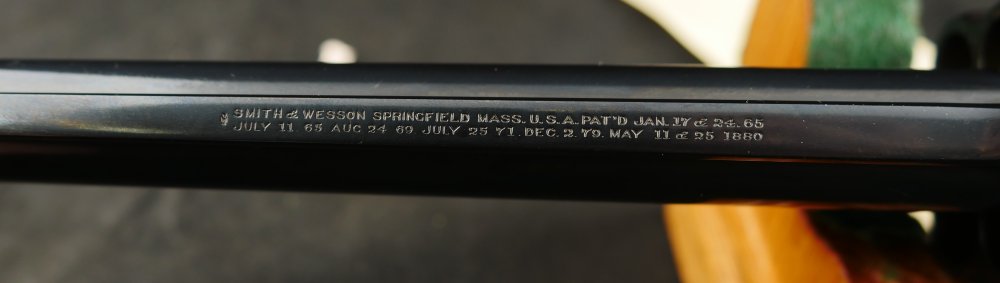 SMITH & WESSON SPRINGFIELD MASS. U.S.A. PAT'D JAN. 17 & 24. 65
JULY 11 65 AUG 24 69 JULY 25 71. DEC. 2. 79. MAY 11 & 25 1880